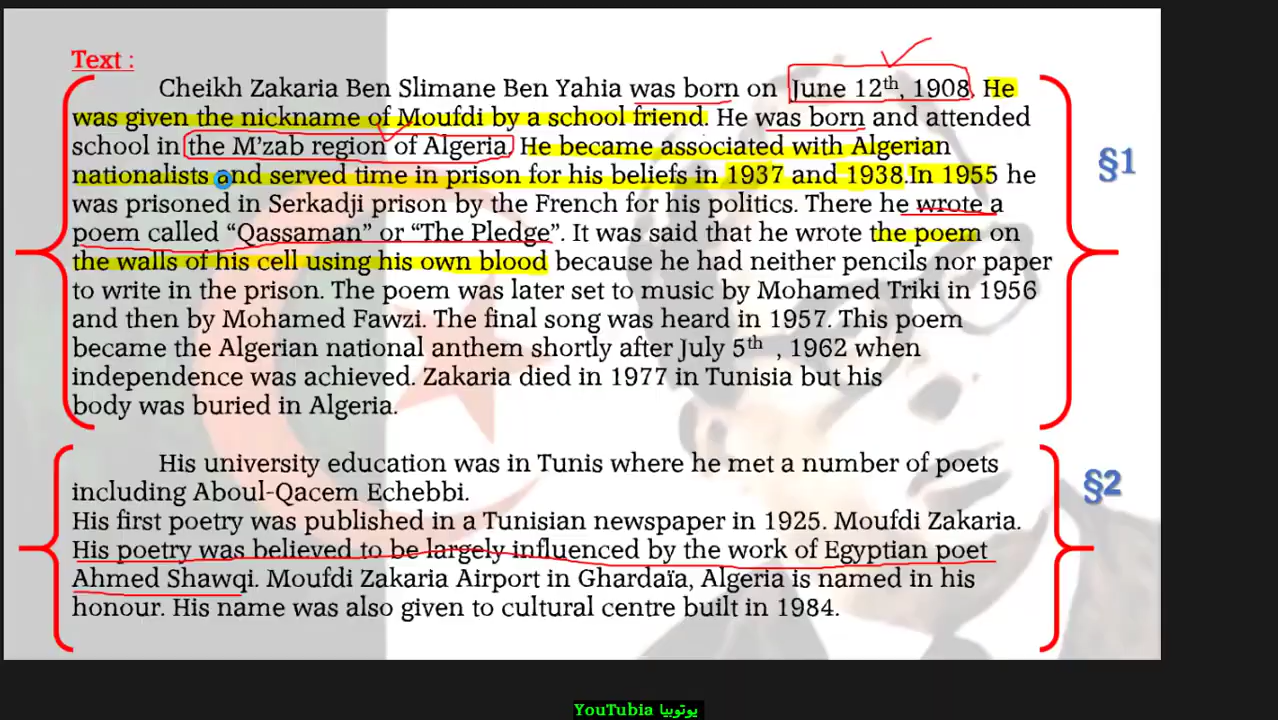 Text :
Cheikh Zakaria Ben Slimane Ben Yahia was born on June 12th, 1908. He
was given the nickname of Moufdi by a school friend. He was born and attended
school in the M'zab region of Algeria. He became associated with Algerian
nationalists and served time in prison for his beliefs in 1937 and 1938.In 1955 he
was prisoned in Serkadji prison by the French for his politics. There he wrote a
poem called “Qassaman” or “The Pledge”. It was said that he wrote the poem on
the walls of his cell using his own blood because he had neither pencils nor paper
to write in the prison. The poem was later set to music by Mohamed Triki in 1956
and then by Mohamed Fawzi. The final song was heard in 1957. This poem
became the Algerian national anthem shortly after July 5th , 1962 when
independence was achieved. Zakaria died in 1977 in Tunisia but his
body was buried in Algeria.
§1
His university education was in Tunis where he met a number of poets
including Aboul-Qacem Echebbi.
His first poetry was published in a Tunisian newspaper in 1925. Moufdi Zakaria.
His poetry was believed to be largely influenced by the work of Egyptian poet
Ahmed Shawqi. Moufdi Zakaria Airport in Ghardaïa, Algeria is named in his
honour. His name was also given to cultural centre built in 1984.
§2
YouTubia يوتوبيا